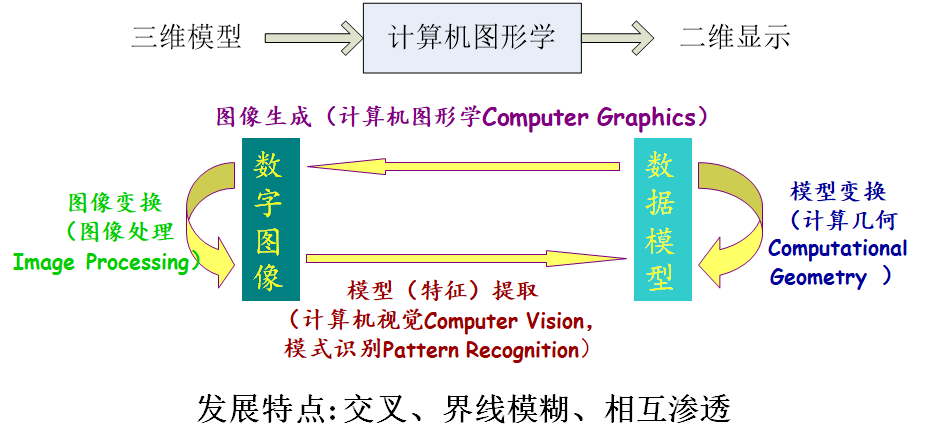 三维模型
计算机图形学
二维显示
图像生成（计算机图形学Computer Graphics）
数字图像
数据模型
图像变换
（图像处理
Image Processing）
模型变换
（计算几何
Computational
Geometry ）
模型（特征）提取
（计算机视觉Computer Vision，
模式识别Pattern Recognition）
发展特点：交叉、界线模糊、相互渗透